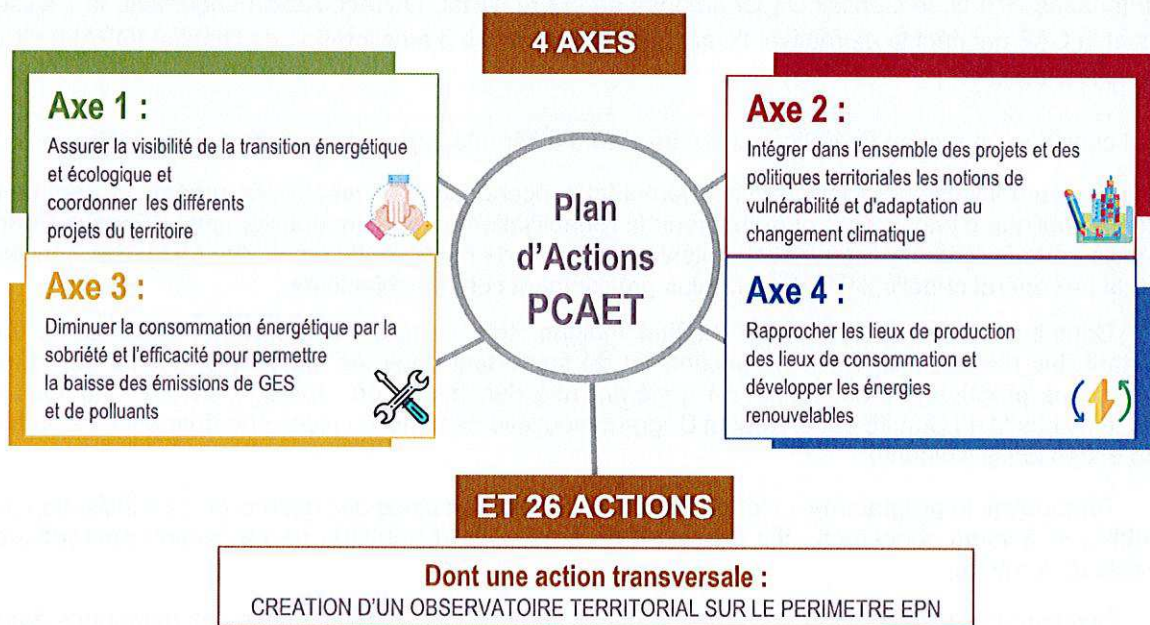 4 AXES
Axe 1 :
Assurer la visibilité de la transition énergétique
et écologique et
coordonner les différents
projets du territoire
Axe 2 :
Intégrer dans l'ensemble des projets et des
politiques territoriales les notions de
vulnérabilité et d'adaptation au
changement climatique
Plan
d'Actions
PCAET
Axe 3 :
Diminuer la consommation énergétique par la
sobriété et l'efficacité pour permettre
la baisse des émissions de GES
et de polluants
Axe 4 :
Rapprocher les lieux de production
des lieux de consommation et
développer les énergies
renouvelables
ET 26 ACTIONS
Dont une action transversale :
CREATION D'UN OBSERVATOIRE TERRITORIAL SUR LE PERIMETRE EPN